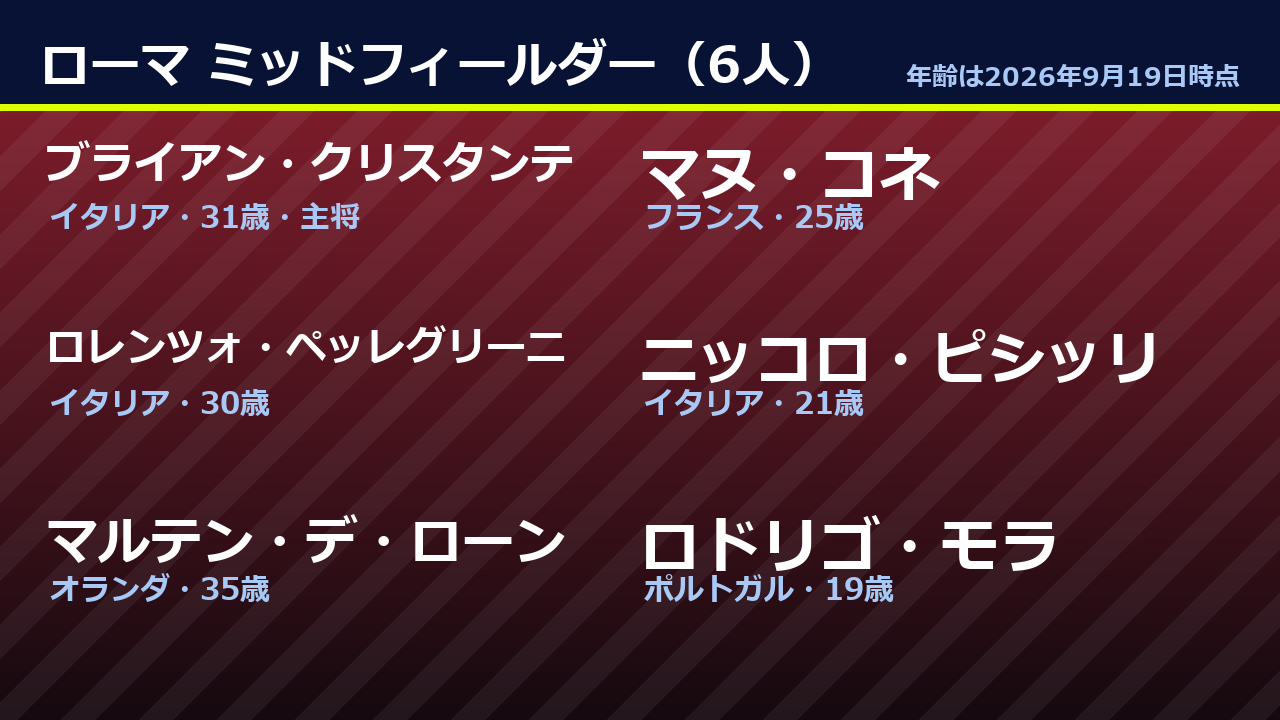 ローマ ミッドフィールダー（6人）
年齢は2026年9月19日時点
ブライアン・クリスタンテ
イタリア・31歳・主将
マヌ・コネ
フランス・25歳
ロレンツォ・ペッレグリーニ
イタリア・30歳
ニッコロ・ピシッリ
イタリア・21歳
マルテン・デ・ローン
オランダ・35歳
ロドリゴ・モラ
ポルトガル・19歳